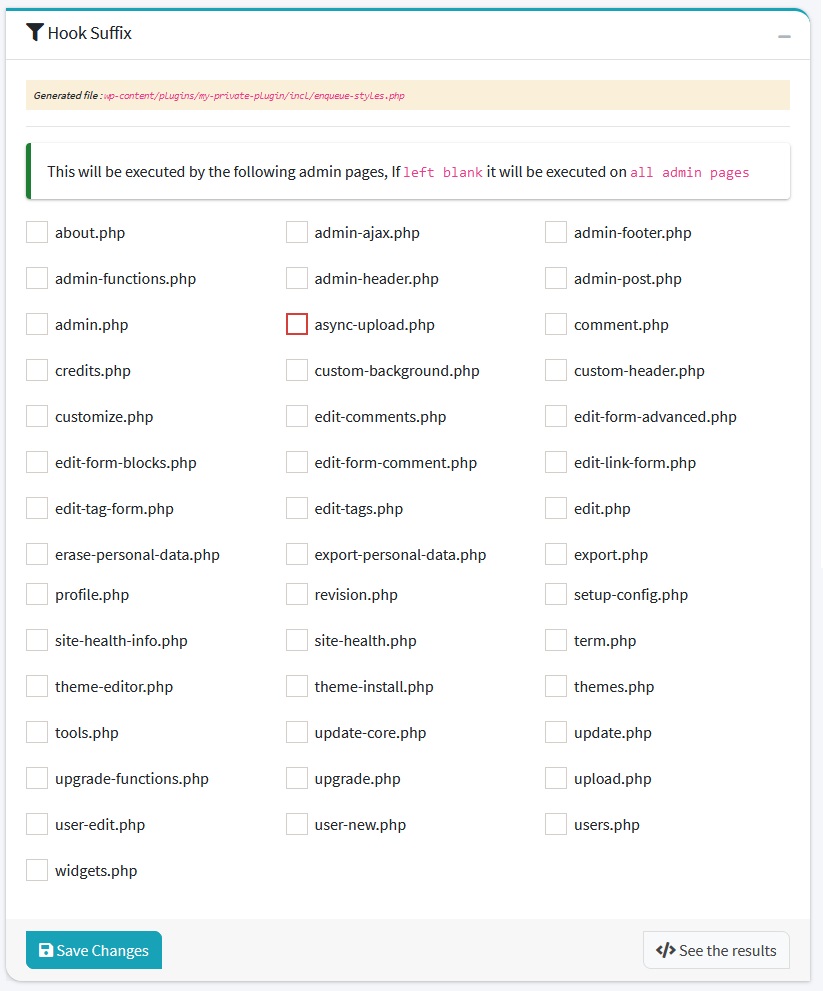 Hook Suffix
Generated file : wp-content/plugins/my-private-plugin/incl/enqueue-styles.php
This will be executed by the following admin pages, If left blank it will be executed on all admin pages
about.php admin-ajax.php admin-footer.php
admin-functions.php admin-header.php admin-post.php
admin.php async-upload.php comment.php
credits.php custom-background.php custom-header.php
customize.php edit-comments.php edit-form-advanced.php
edit-form-blocks.php edit-form-comment.php edit-link-form.php
edit-tag-form.php edit-tags.php edit.php
erase-personal-data.php export-personal-data.php export.php
profile.php revision.php setup-config.php
site-health-info.php site-health.php term.php
theme-editor.php theme-install.php themes.php
tools.php update-core.php update.php
upgrade-functions.php upgrade.php upload.php
user-edit.php user-new.php users.php
widgets.php
Save Changes </> See the results